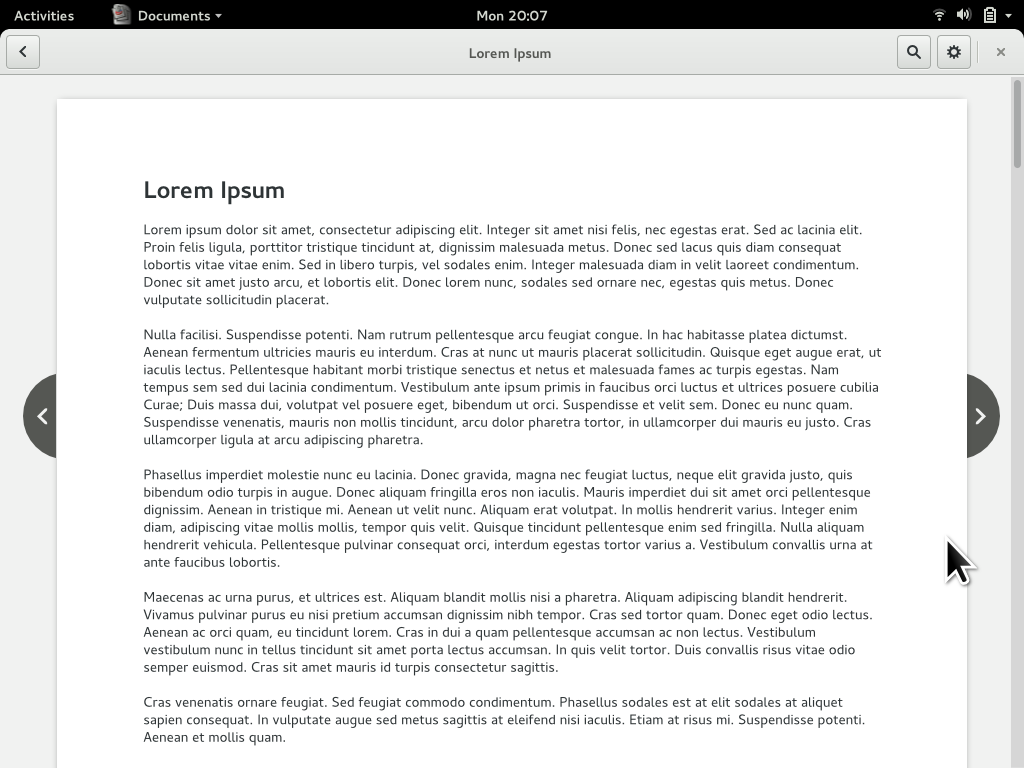 Activities
Documents
Mon 20:07
Lorem Ipsum
Lorem Ipsum
Lorem ipsum dolor sit amet, consectetur adipiscing elit. Integer sit amet nisi felis, nec egestas erat. Sed ac lacinia elit.
Proin felis ligula, porttitor tristique tincidunt at, dignissim malesuada metus. Donec sed lacus quis diam consequat
lobortis vitae vitae enim. Sed in libero turpis, vel sodales enim. Integer malesuada diam in velit laoreet condimentum.
Donec sit amet justo arcu, et lobortis elit. Donec lorem nunc, sodales sed ornare nec, egestas quis metus. Donec
vulputate sollicitudin placerat.
Nulla facilisi. Suspendisse potenti. Nam rutrum pellentesque arcu feugiat congue. In hac habitasse platea dictumst.
Aenean fermentum ultricies mauris eu interdum. Cras at nunc ut mauris placerat sollicitudin. Quisque eget augue erat, ut
iaculis lectus. Pellentesque habitant morbi tristique senectus et netus et malesuada fames ac turpis egestas. Nam
tempus sem sed dui lacinia condimentum. Vestibulum ante ipsum primis in faucibus orci luctus et ultrices posuere cubilia
Curae; Duis massa dui, volutpat vel posuere eget, bibendum ut orci. Suspendisse et velit sem. Donec eu nunc quam.
Suspendisse venenatis, mauris non mollis tincidunt, arcu dolor pharetra tortor, in ullamcorper dui mauris eu justo. Cras
ullamcorper ligula at arcu adipiscing pharetra.
Phasellus imperdiet molestie nunc eu lacinia. Donec gravida, magna nec feugiat luctus, neque elit gravida justo, quis
bibendum odio turpis in augue. Donec aliquam fringilla eros non iaculis. Mauris imperdiet dui sit amet orci pellentesque
dignissim. Aenean in tristique mi. Aenean ut velit nunc. Aliquam erat volutpat. In mollis hendrerit varius. Integer enim
diam, adipiscing vitae mollis mollis, tempor quis velit. Quisque tincidunt pellentesque enim sed fringilla. Nulla aliquam
hendrerit vehicula. Pellentesque pulvinar consequat orci, interdum egestas tortor varius a. Vestibulum convallis urna at
ante faucibus lobortis.
Maecenas ac urna purus, et ultrices est. Aliquam blandit mollis nisi a pharetra. Aliquam adipiscing blandit hendrerit.
Vivamus pulvinar purus eu nisi pretium accumsan dignissim nibh tempor. Cras sed tortor quam. Donec eget odio lectus.
Aenean ac orci quam, eu tincidunt lorem. Cras in dui a quam pellentesque accumsan ac non lectus. Vestibulum
vestibulum nunc in tellus tincidunt sit amet porta lectus accumsan. In quis velit tortor. Duis convallis risus vitae odio
semper euismod. Cras sit amet mauris id turpis consectetur sagittis.
Cras venenatis ornare feugiat. Sed feugiat commodo condimentum. Phasellus sodales est at elit sodales at aliquet
sapien consequat. In vulputate augue sed metus sagittis at eleifend nisi iaculis. Etiam at risus mi. Suspendisse potenti.
Aenean et mollis quam.